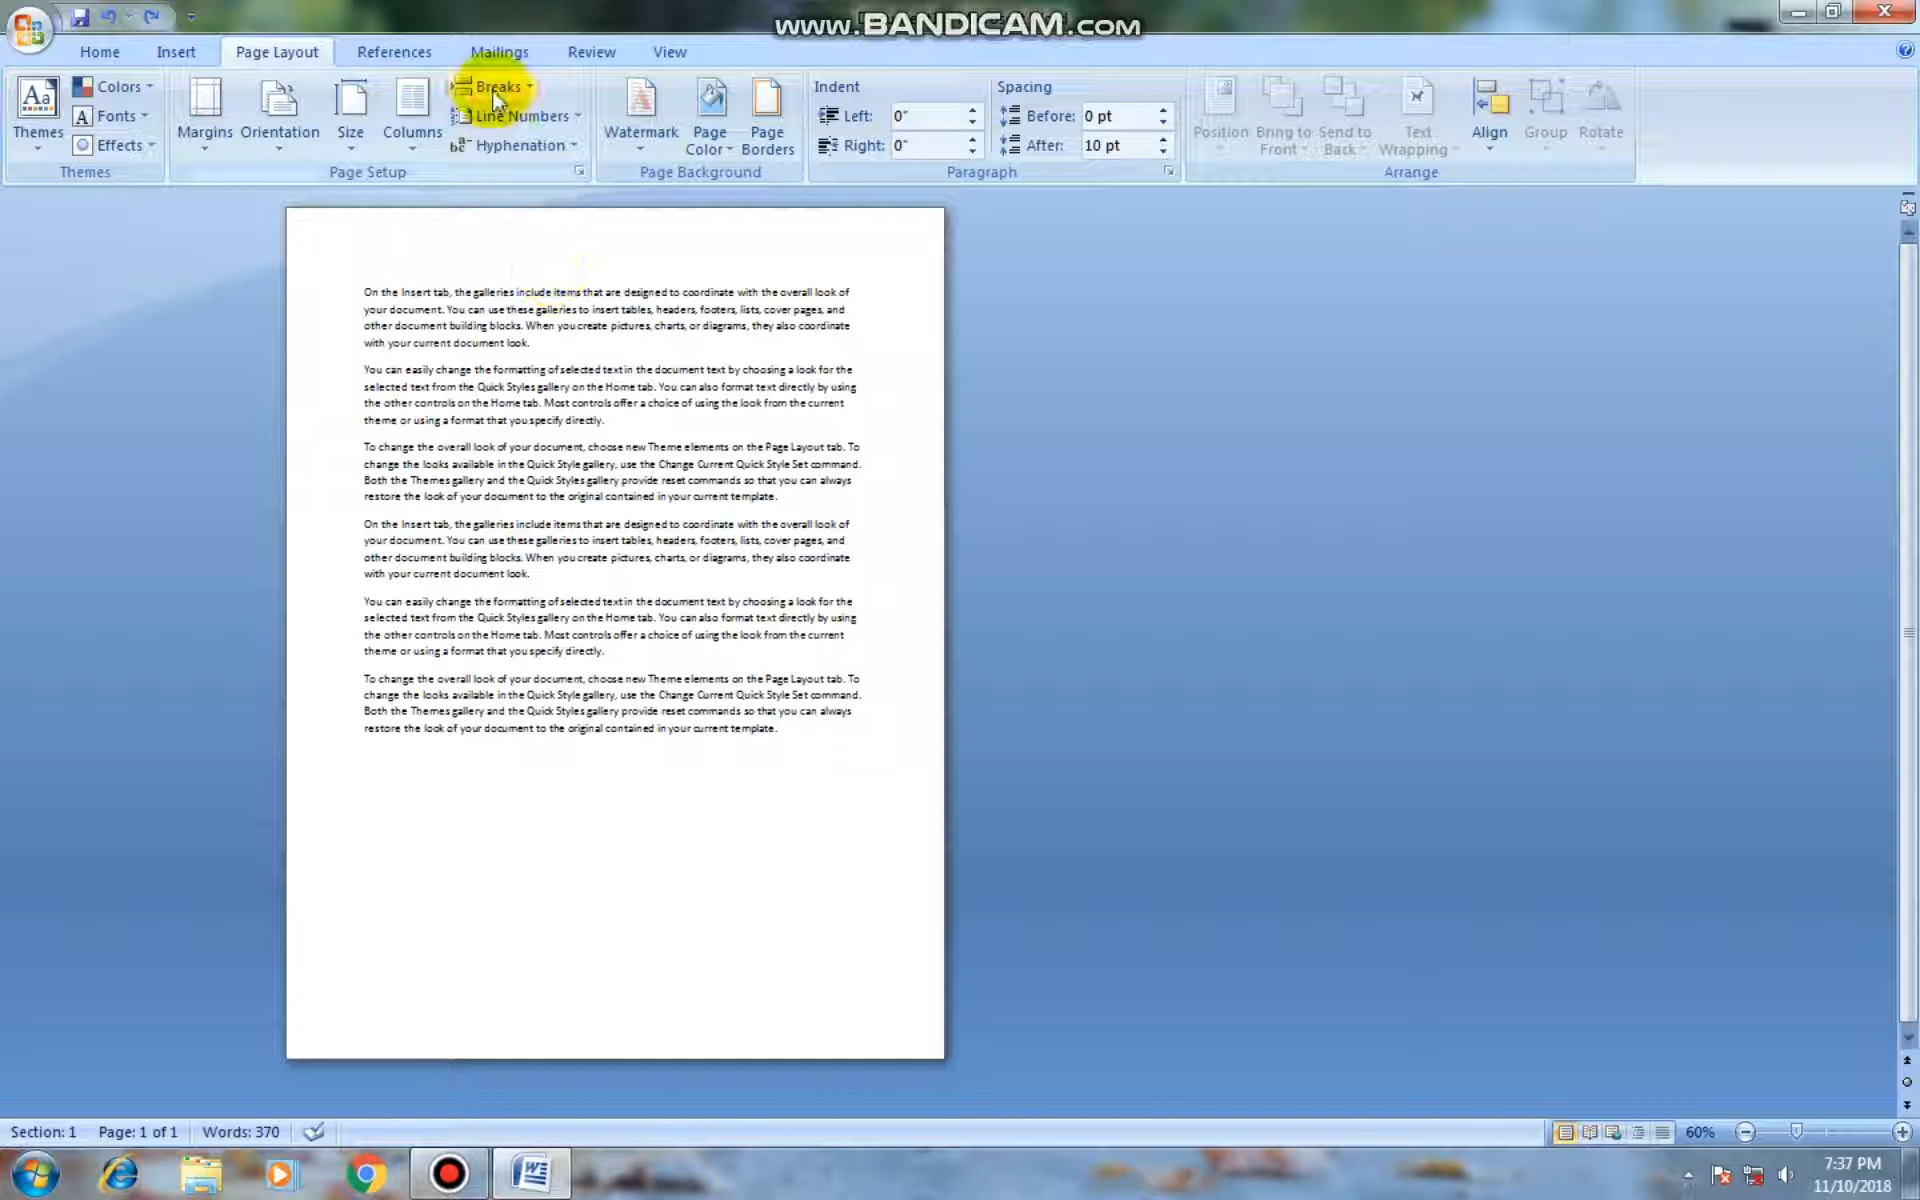 www.BANDICAM.com
Home Insert Page Layout References Mailings Review View
Aa Colors Breaks Indent Spacing
A Fonts Line Numbers Left: 0" Before: 0 pt
Themes Effects Margins Orientation Size Columns Hyphenation Watermark Page Color Page Borders Right: 0" After: 10 pt Position Bring to Front Send to Back Text Wrapping Align Group Rotate
Themes Page Setup Page Background Paragraph Arrange
On the Insert tab, the galleries include items that are designed to coordinate with the overall look of
your document. You can use these galleries to insert tables, headers, footers, lists, cover pages, and
other document building blocks. When you create pictures, charts, or diagrams, they also coordinate
with your current document look.
You can easily change the formatting of selected text in the document text by choosing a look for the
selected text from the Quick Styles gallery on the Home tab. You can also format text directly by using
the other controls on the Home tab. Most controls offer a choice of using the look from the current
theme or using a format that you specify directly.
To change the overall look of your document, choose new Theme elements on the Page Layout tab. To
change the looks available in the Quick Style gallery, use the Change Current Quick Style Set command.
Both the Themes gallery and the Quick Styles gallery provide reset commands so that you can always
restore the look of your document to the original contained in your current template.
On the Insert tab, the galleries include items that are designed to coordinate with the overall look of
your document. You can use these galleries to insert tables, headers, footers, lists, cover pages, and
other document building blocks. When you create pictures, charts, or diagrams, they also coordinate
with your current document look.
You can easily change the formatting of selected text in the document text by choosing a look for the
selected text from the Quick Styles gallery on the Home tab. You can also format text directly by using
the other controls on the Home tab. Most controls offer a choice of using the look from the current
theme or using a format that you specify directly.
To change the overall look of your document, choose new Theme elements on the Page Layout tab. To
change the looks available in the Quick Style gallery, use the Change Current Quick Style Set command.
Both the Themes gallery and the Quick Styles gallery provide reset commands so that you can always
restore the look of your document to the original contained in your current template.
Section: 1 Page: 1 of 1 Words: 370 60%
7:37 PM
11/10/2018